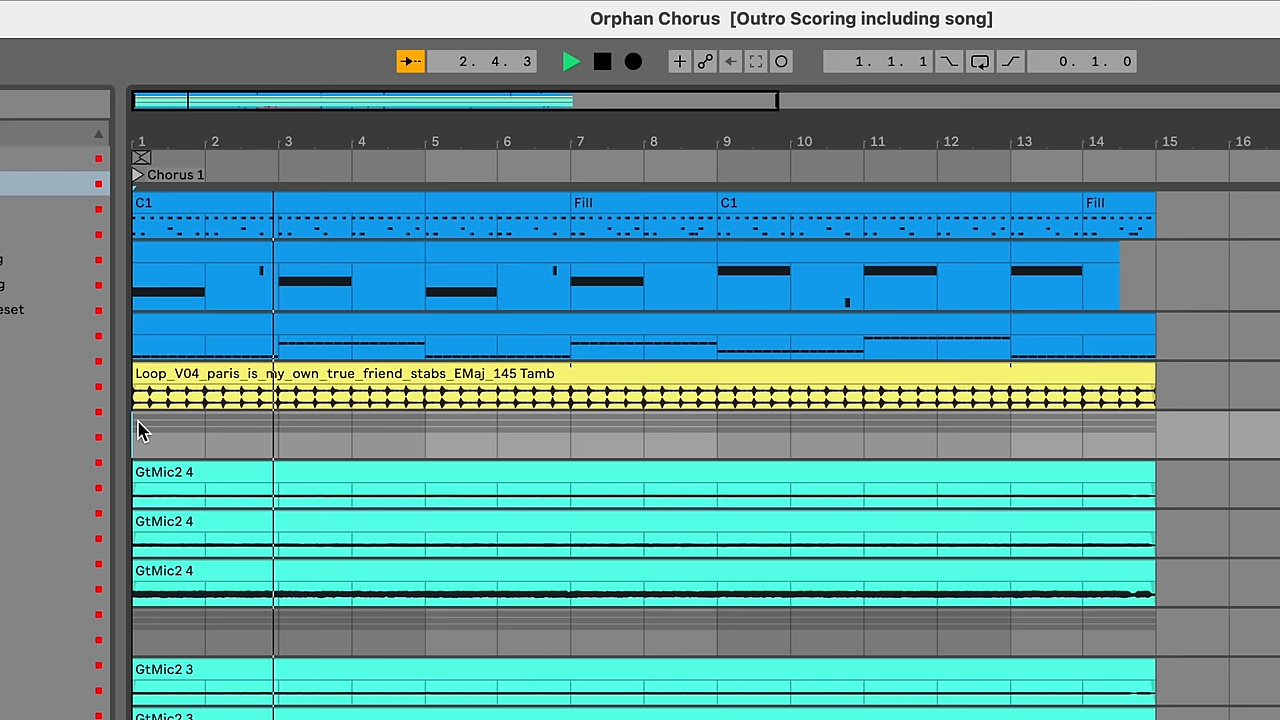 Orphan Chorus [Outro Scoring including song]
2. 4. 3
1. 1. 1
0. 1. 0
1 2 3 4 5 6 7 8 9 10 11 12 13 14 15 16
Chorus 1
C1 Fill C1 Fill
g
g
eset
Loop_V04_paris_is_my_own_true_friend_stabs_EMaj_145 Tamb
GtMic2 4
GtMic2 4
GtMic2 4
GtMic2 3
GtMic2 3